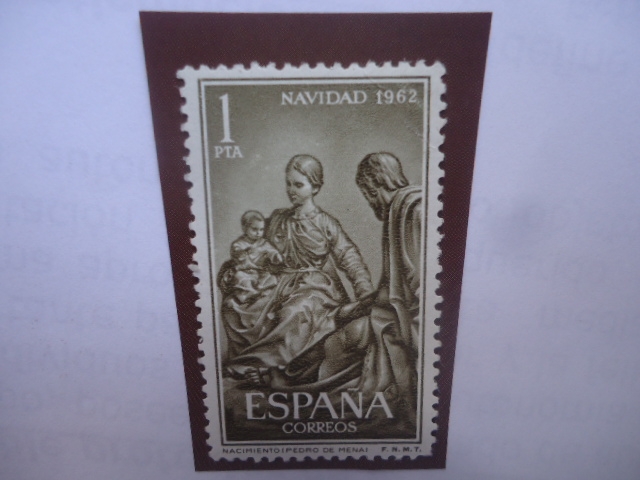 1
PTA
NAVIDAD 1962
ESPAÑA
CORREOS
NACIMIENTO (PEDRO DE MENA) F. N. M. T.